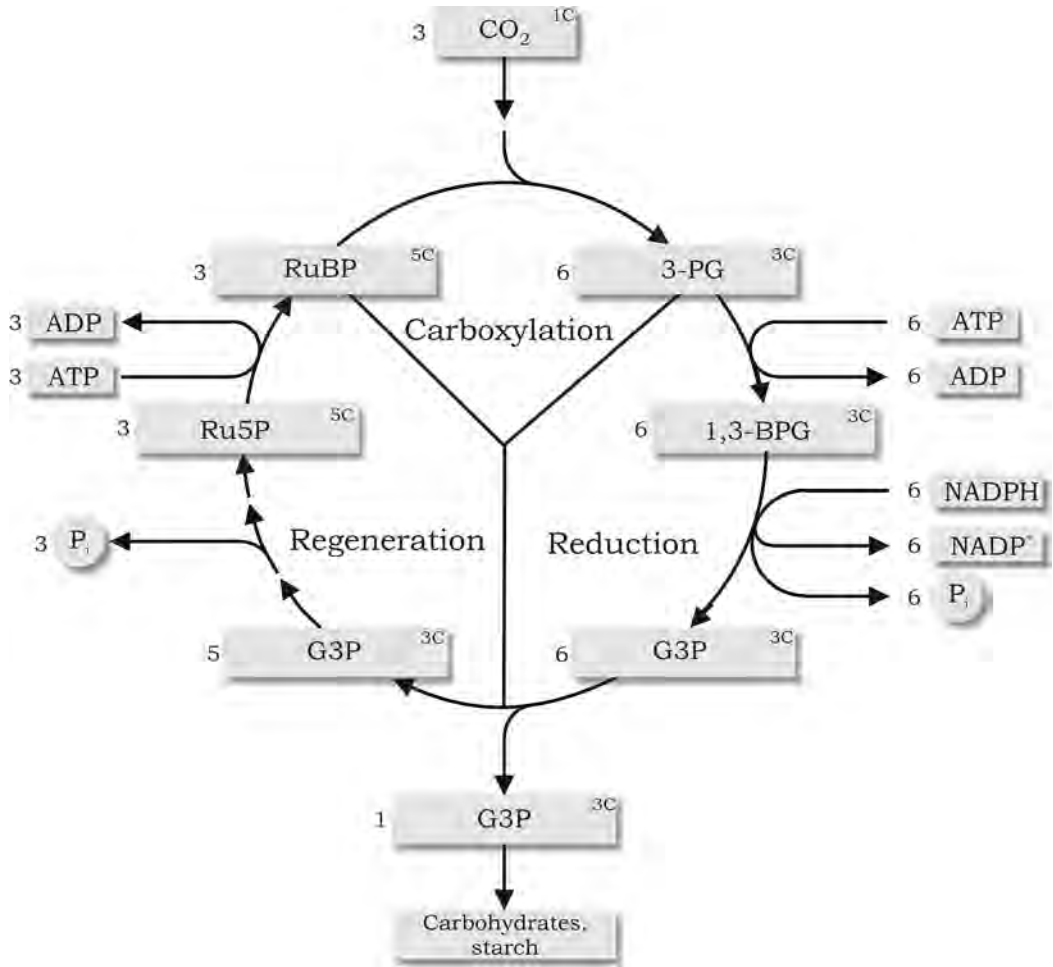 3 CO₂ 1C
3 RuBP 5C
6 3-PG 3C
Carboxylation
3 ADP
3 ATP
6 ATP
6 ADP
3 Ru5P 5C
6 1,3-BPG 3C
6 NADPH
6 NADP⁺
6 Pi
3 Pi
Regeneration
Reduction
5 G3P 3C
6 G3P 3C
1 G3P 3C
Carbohydrates,
starch